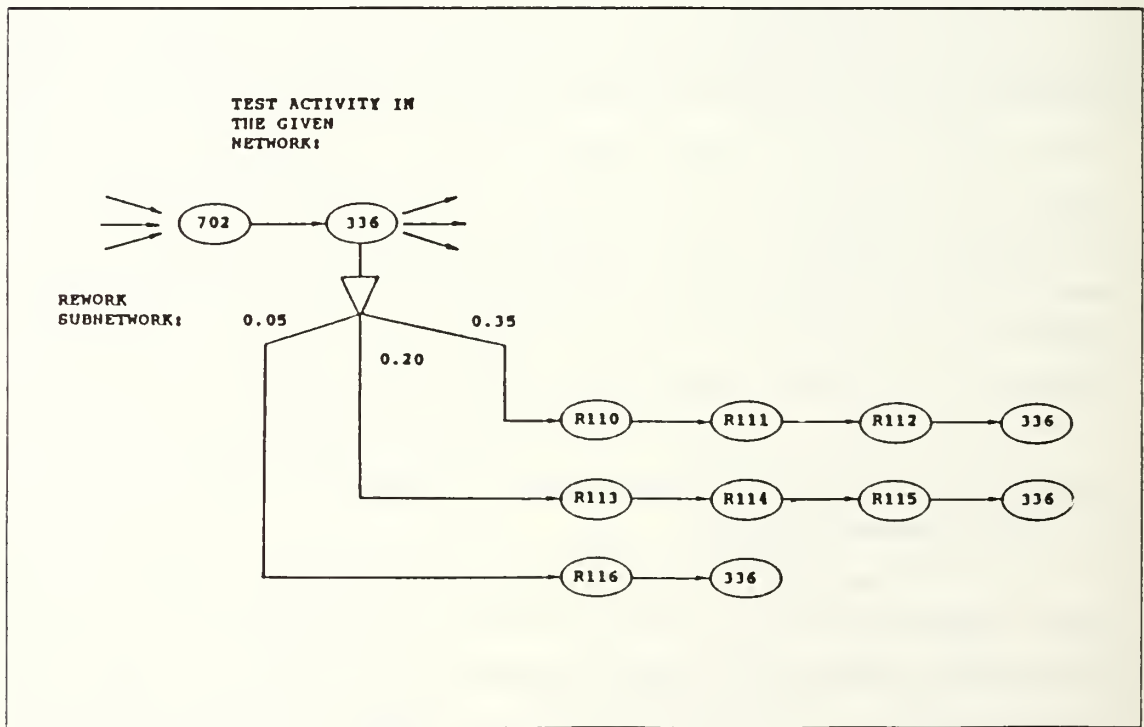 TEST ACTIVITY IN
THE GIVEN
NETWORK:
702
336
REWORK
SUBNETWORK:
0.05
0.35
0.20
R110
R111
R112
336
R113
R114
R115
336
R116
336